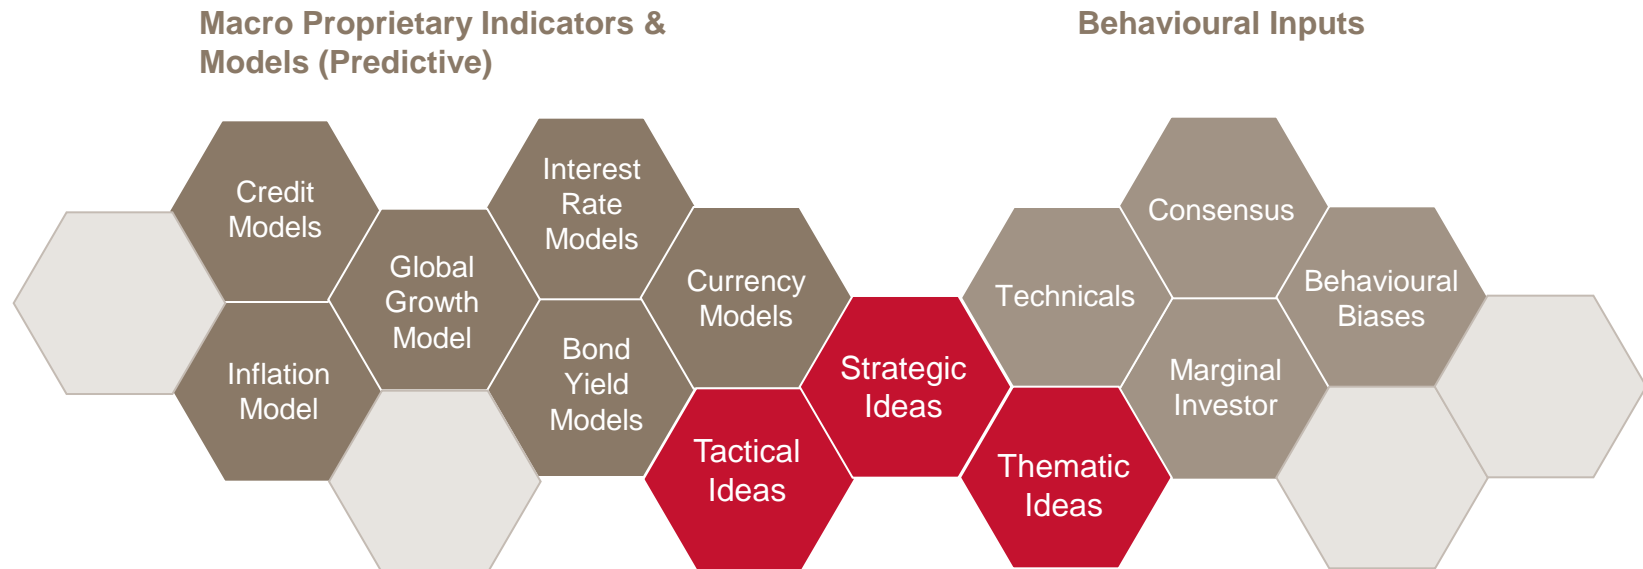 Macro Proprietary Indicators &
Models (Predictive)
Behavioural Inputs
Credit
Models
Interest
Rate
Models
Global
Growth
Model
Currency
Models
Inflation
Model
Bond
Yield
Models
Strategic
Ideas
Tactical
Ideas
Thematic
Ideas
Technicals
Consensus
Behavioural
Biases
Marginal
Investor